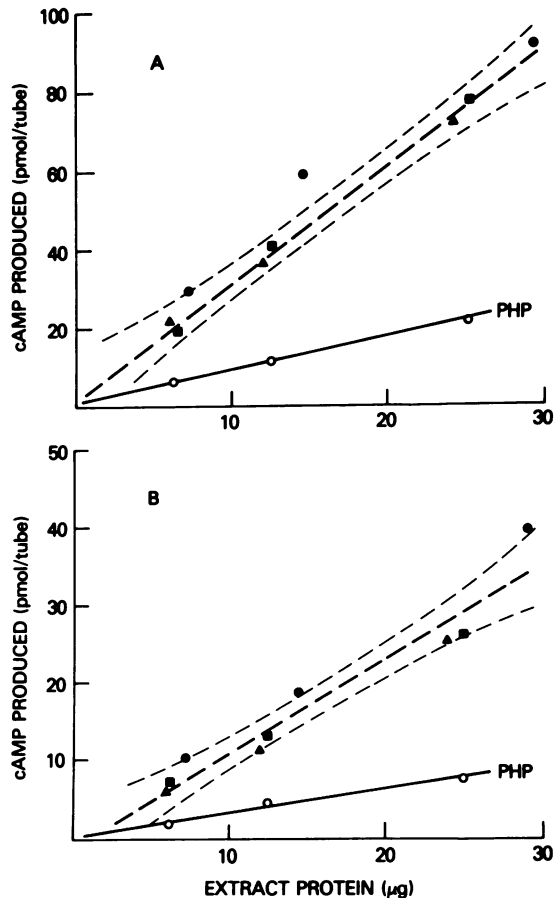 100
A
80
60
40
20
cAMP PRODUCED (pmol/tube)
PHP
10
20
30
50
B
40
30
20
10
cAMP PRODUCED (pmol/tube)
PHP
10
20
30
EXTRACT PROTEIN (μg)